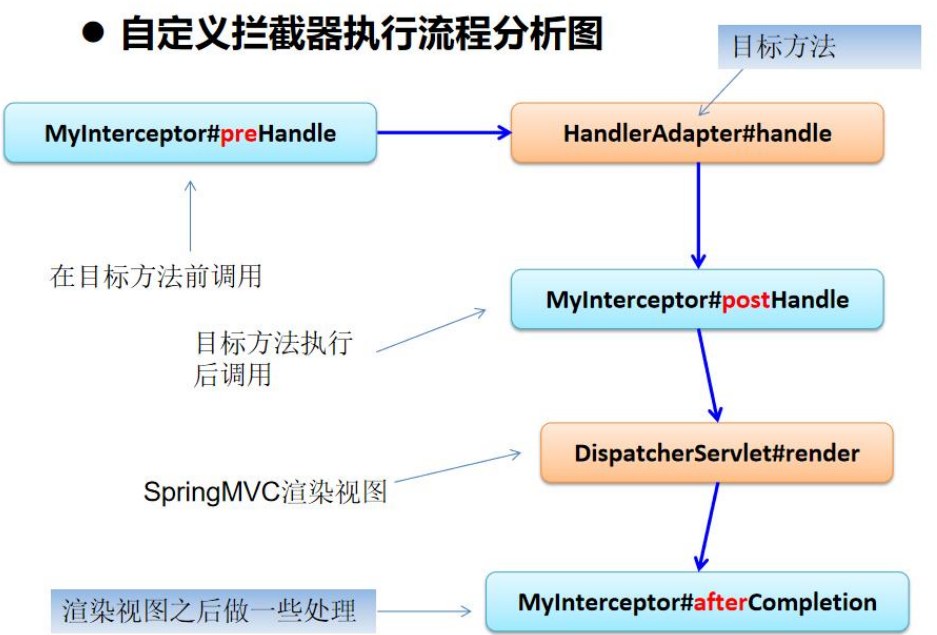 ● 自定义拦截器执行流程分析图
目标方法
MyInterceptor#preHandle
HandlerAdapter#handle
在目标方法前调用
MyInterceptor#postHandle
目标方法执行
后调用
DispatcherServlet#render
SpringMVC渲染视图
渲染视图之后做一些处理
MyInterceptor#afterCompletion